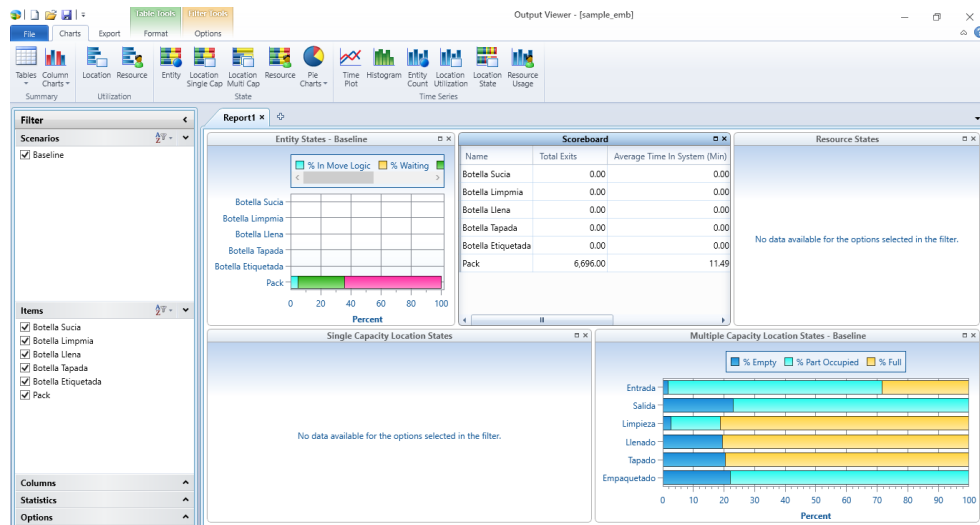 Table Tools Filter Tools
Output Viewer - [sample_emb]
File Charts Export Format Options
Tables Column Charts Location Resource Entity Location Single Cap Location Multi Cap Resource Pie Charts Time Plot Histogram Entity Count Location Utilization Location State Resource Usage
Summary Utilization State Time Series
Filter
Report1
Scenarios
Baseline
Items
Botella Sucia
Botella Limpmia
Botella Llena
Botella Tapada
Botella Etiquetada
Pack
Columns
Statistics
Options
Entity States - Baseline
% In Move Logic % Waiting
Botella Sucia
Botella Limpmia
Botella Llena
Botella Tapada
Botella Etiquetada
Pack
0 20 40 60 80 100
Percent
Scoreboard
Name Total Exits Average Time In System (Min)
Botella Sucia 0.00 0.00
Botella Limpmia 0.00 0.00
Botella Llena 0.00 0.00
Botella Tapada 0.00 0.00
Botella Etiquetada 0.00 0.00
Pack 6,696.00 11.49
Resource States
No data available for the options selected in the filter.
Single Capacity Location States
No data available for the options selected in the filter.
Multiple Capacity Location States - Baseline
% Empty % Part Occupied % Full
Entrada
Salida
Limpieza
Llenado
Tapado
Empaquetado
0 10 20 30 40 50 60 70 80 90 100
Percent